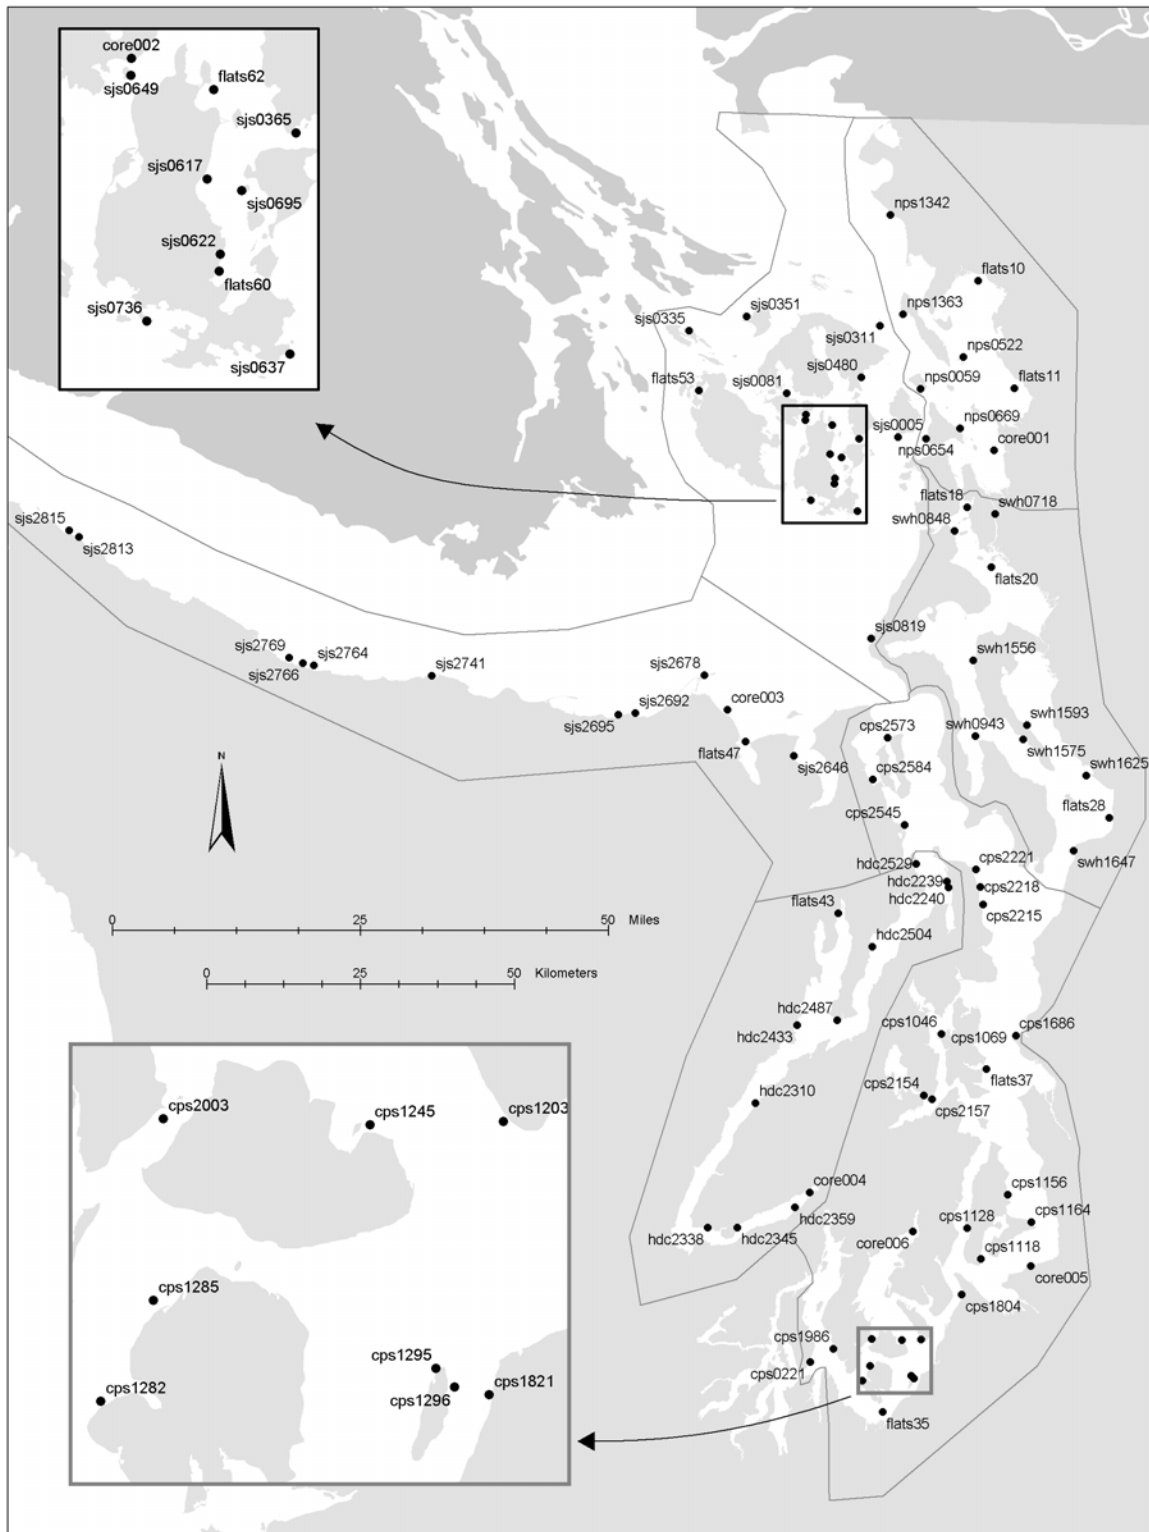 core002
sjs0649
flats62
sjs0365
sjs0617
sjs0695
sjs0622
flats60
sjs0736
sjs0637
nps1342
flats10
sjs0351
sjs0335
nps1363
sjs0311
nps0522
sjs0480
flats53
sjs0081
nps0059
flats11
sjs0005
nps0669
nps0654
core001
flats18
swh0718
swh0848
flats20
sjs2815
sjs2813
sjs0819
sjs2769
sjs2764
sjs2766
sjs2741
sjs2678
swh1556
sjs2692
core003
sjs2695
cps2573
swh0943
swh1593
swh1575
flats47
sjs2646
cps2584
swh1625
N
cps2545
flats28
hdc2529
cps2221
swh1647
hdc2239
hdc2240
cps2218
flats43
cps2215
0 25 50 Miles
hdc2504
0 25 50 Kilometers
hdc2487
hdc2433
cps1046
cps1069
cps1686
flats37
hdc2310
cps2154
cps2157
cps2003
cps1245
cps1203
core004
cps1156
hdc2359
cps1164
hdc2338
hdc2345
core006
cps1128
cps1118
core005
cps1285
cps1804
cps1986
cps0221
cps1295
cps1282
cps1296
cps1821
flats35